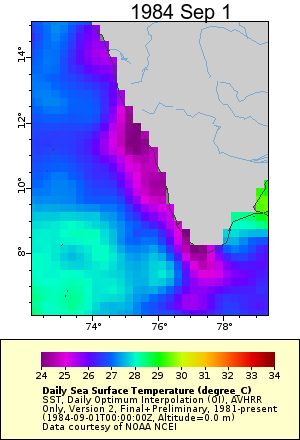 1984 Sep 1
14°
12°
10°
8°
74° 76° 78°
24 25 26 27 28 29 30 31 32 33 34
Daily Sea Surface Temperature (degree_C)
SST, Daily Optimum Interpolation (OI), AVHRR
Only, Version 2, Final+Preliminary, 1981-present
(1984-09-01T00:00:00Z, Altitude=0.0 m)
Data courtesy of NOAA NCEI